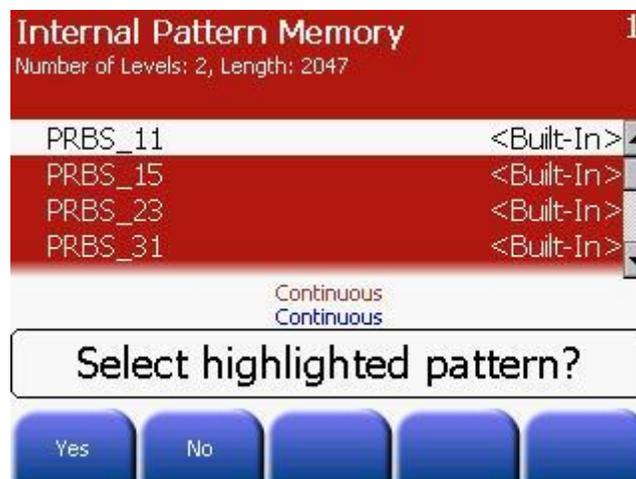 Internal Pattern Memory
Number of Levels: 2, Length: 2047
PRBS_11 <Built-In>
PRBS_15 <Built-In>
PRBS_23 <Built-In>
PRBS_31 <Built-In>
Continuous
Continuous
Select highlighted pattern?
Yes No